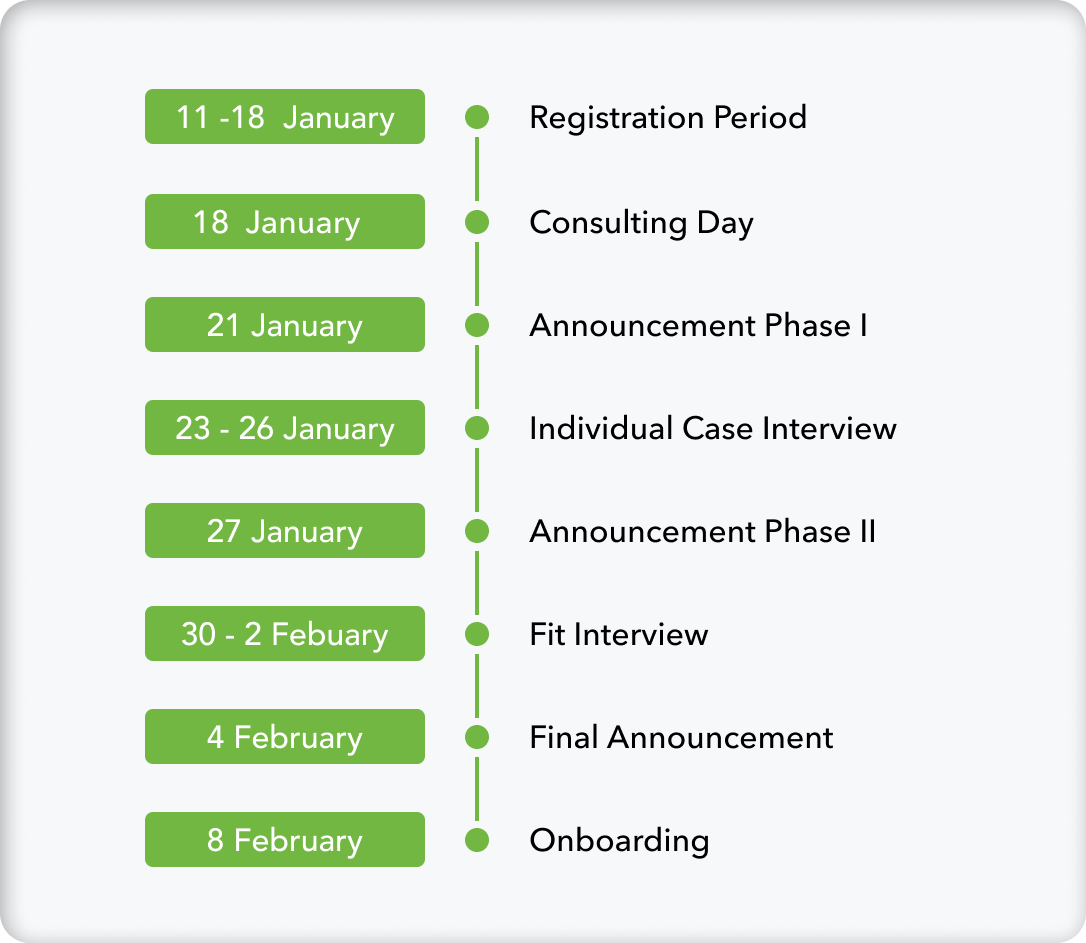 11 -18  January
Registration Period
18  January
Consulting Day
21 January
Announcement Phase I
23 - 26 January
Individual Case Interview
27 January
Announcement Phase II
30 - 2 Febuary
Fit Interview
4 February
Final Announcement
8 February
Onboarding